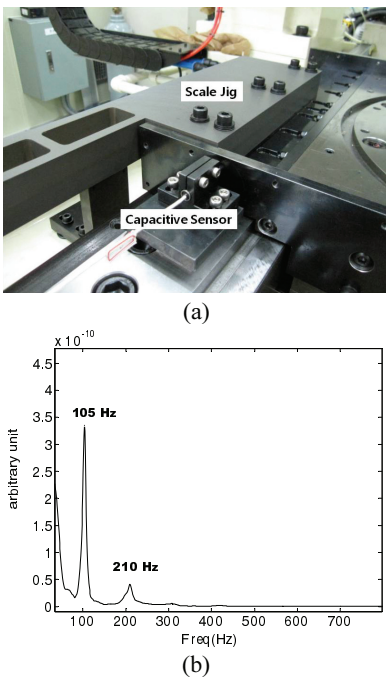 Scale Jig
Capacitive Sensor
(a)
x 10^-10
4.5
4
3.5
3
2.5
2
1.5
1
0.5
0
arbitrary unit
105 Hz
210 Hz
100 200 300 400 500 600 700
Freq(Hz)
(b)